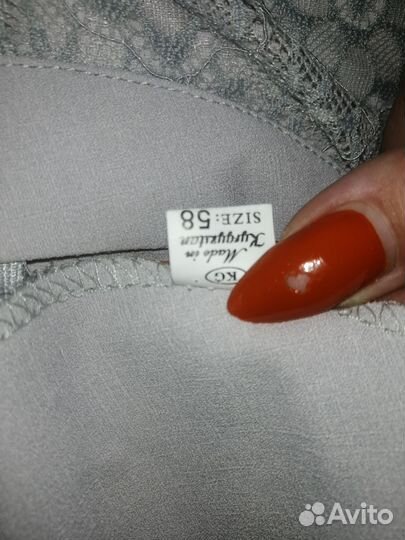 KG
Made in
Kyrgyzstan
SIZE: 58
Avito